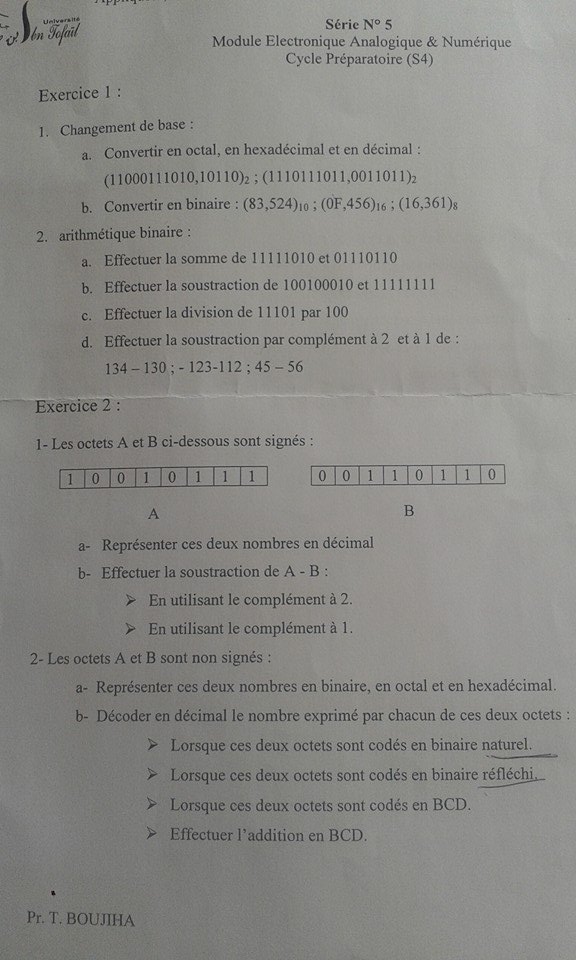 Université
Ibn Tofaïl
Série N° 5
Module Electronique Analogique & Numérique
Cycle Préparatoire (S4)
Exercice 1 :
1. Changement de base :
a. Convertir en octal, en hexadécimal et en décimal :
(11000111010,10110)₂ ; (1110111011,0011011)₂
b. Convertir en binaire : (83,524)₁₀ ; (0F,456)₁₆ ; (16,361)₈
2. arithmétique binaire :
a. Effectuer la somme de 11111010 et 01110110
b. Effectuer la soustraction de 100100010 et 11111111
c. Effectuer la division de 11101 par 100
d. Effectuer la soustraction par complément à 2 et à 1 de :
134 – 130 ; - 123-112 ; 45 – 56
Exercice 2 :
1- Les octets A et B ci-dessous sont signés :
1 0 0 1 0 1 1 1 0 0 1 1 0 1 1 0
A B
a- Représenter ces deux nombres en décimal
b- Effectuer la soustraction de A - B :
➢ En utilisant le complément à 2.
➢ En utilisant le complément à 1.
2- Les octets A et B sont non signés :
a- Représenter ces deux nombres en binaire, en octal et en hexadécimal.
b- Décoder en décimal le nombre exprimé par chacun de ces deux octets :
➢ Lorsque ces deux octets sont codés en binaire naturel.
➢ Lorsque ces deux octets sont codés en binaire réfléchi.
➢ Lorsque ces deux octets sont codés en BCD.
➢ Effectuer l'addition en BCD.
Pr. T. BOUJIHA